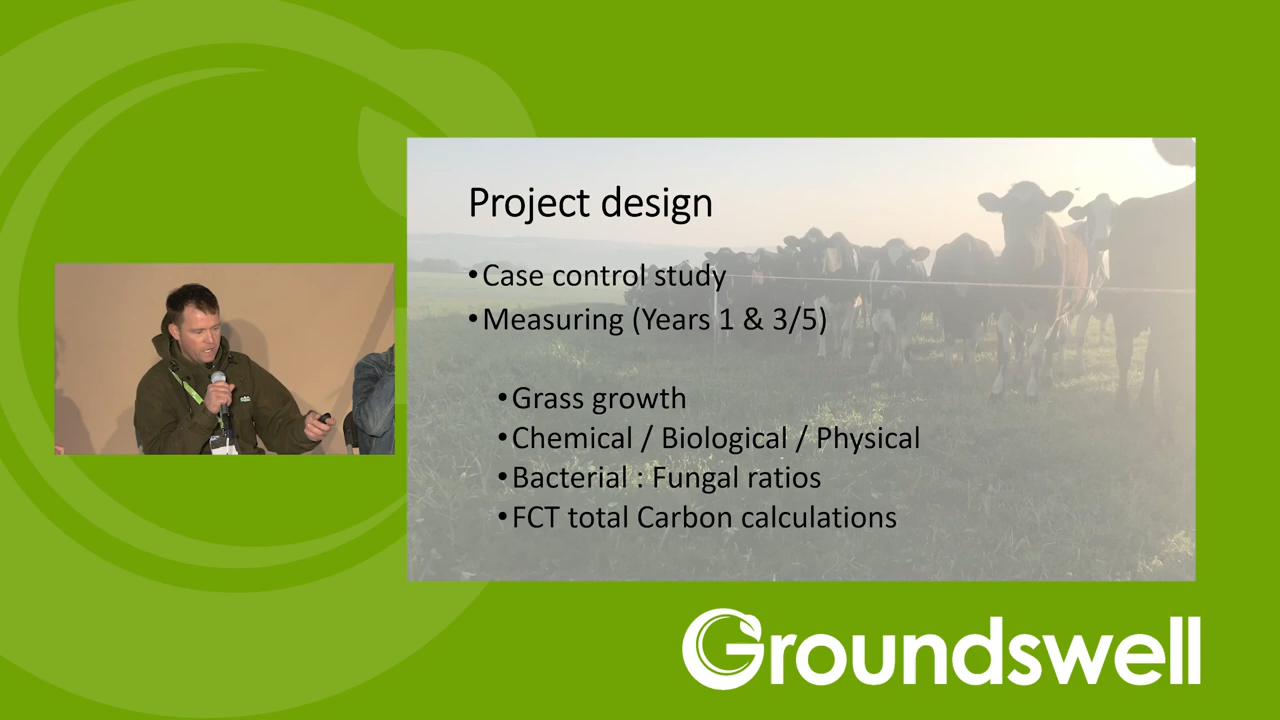 Project design
• Case control study
• Measuring (Years 1 & 3/5)
• Grass growth
• Chemical / Biological / Physical
• Bacterial : Fungal ratios
• FCT total Carbon calculations
Groundswell